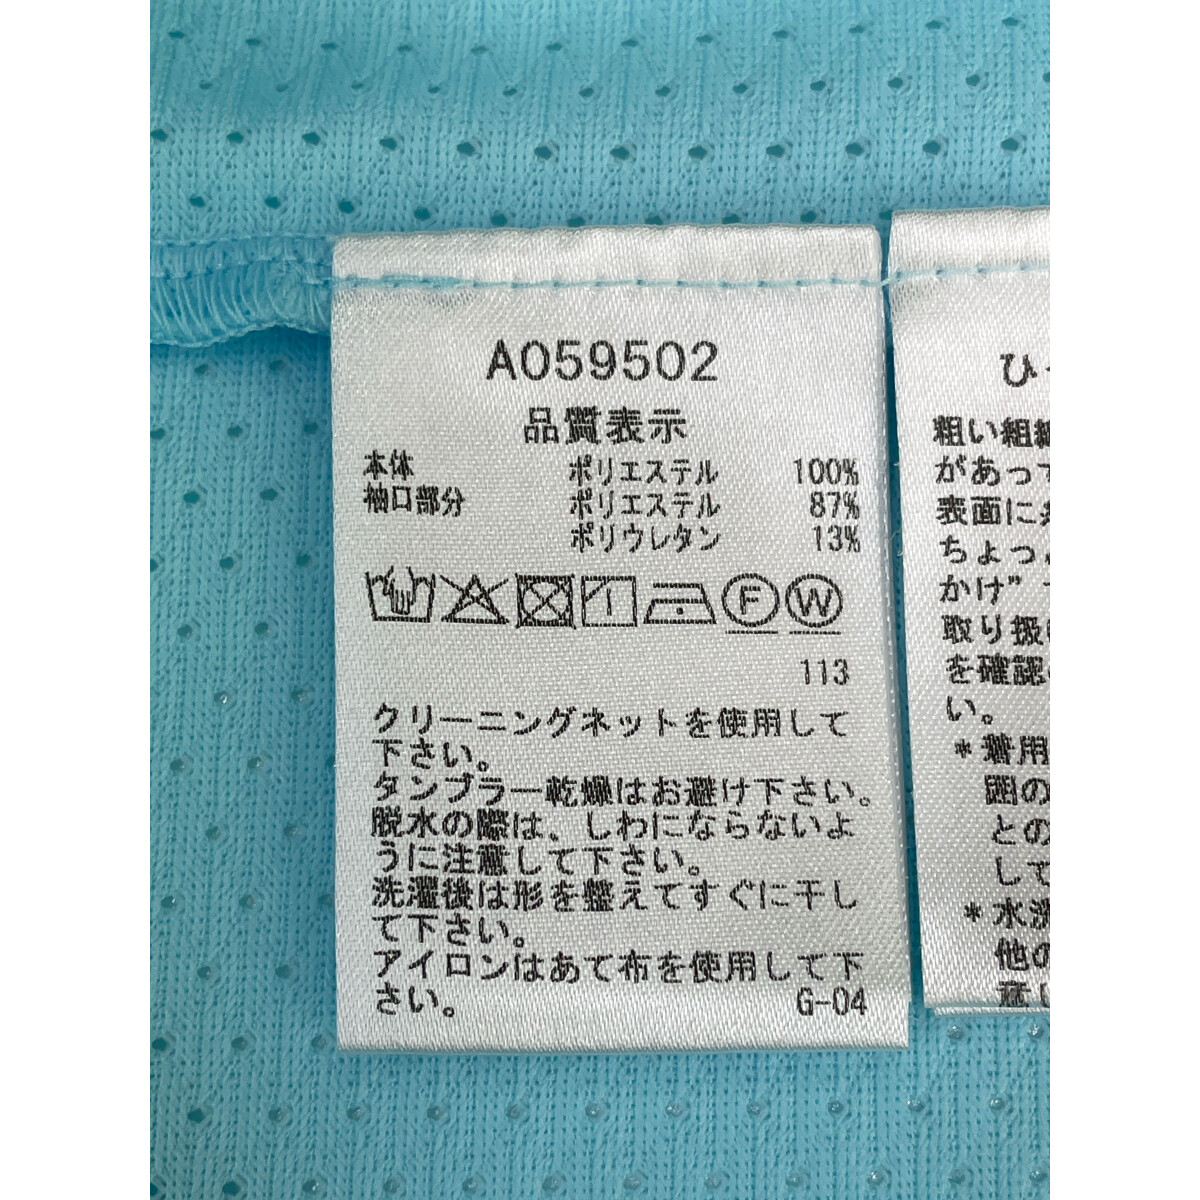 A059502
品質表示
本体 ポリエステル 100%
袖口部分 ポリエステル 87%
ポリウレタン 13%
F W
113
クリーニングネットを使用して
下さい。
タンブラー乾燥はお避け下さい。
脱水の際は、しわにならないよ
うに注意して下さい。
洗濯後は形を整えてすぐに干し
て下さい。
アイロンはあて布を使用して下
さい。
G-04
ひ
粗い組
があって
表面に
ちょっ
かけ"
取り扱
を確認
い。
*着用
囲の
との
して
*水洗
他の
意し